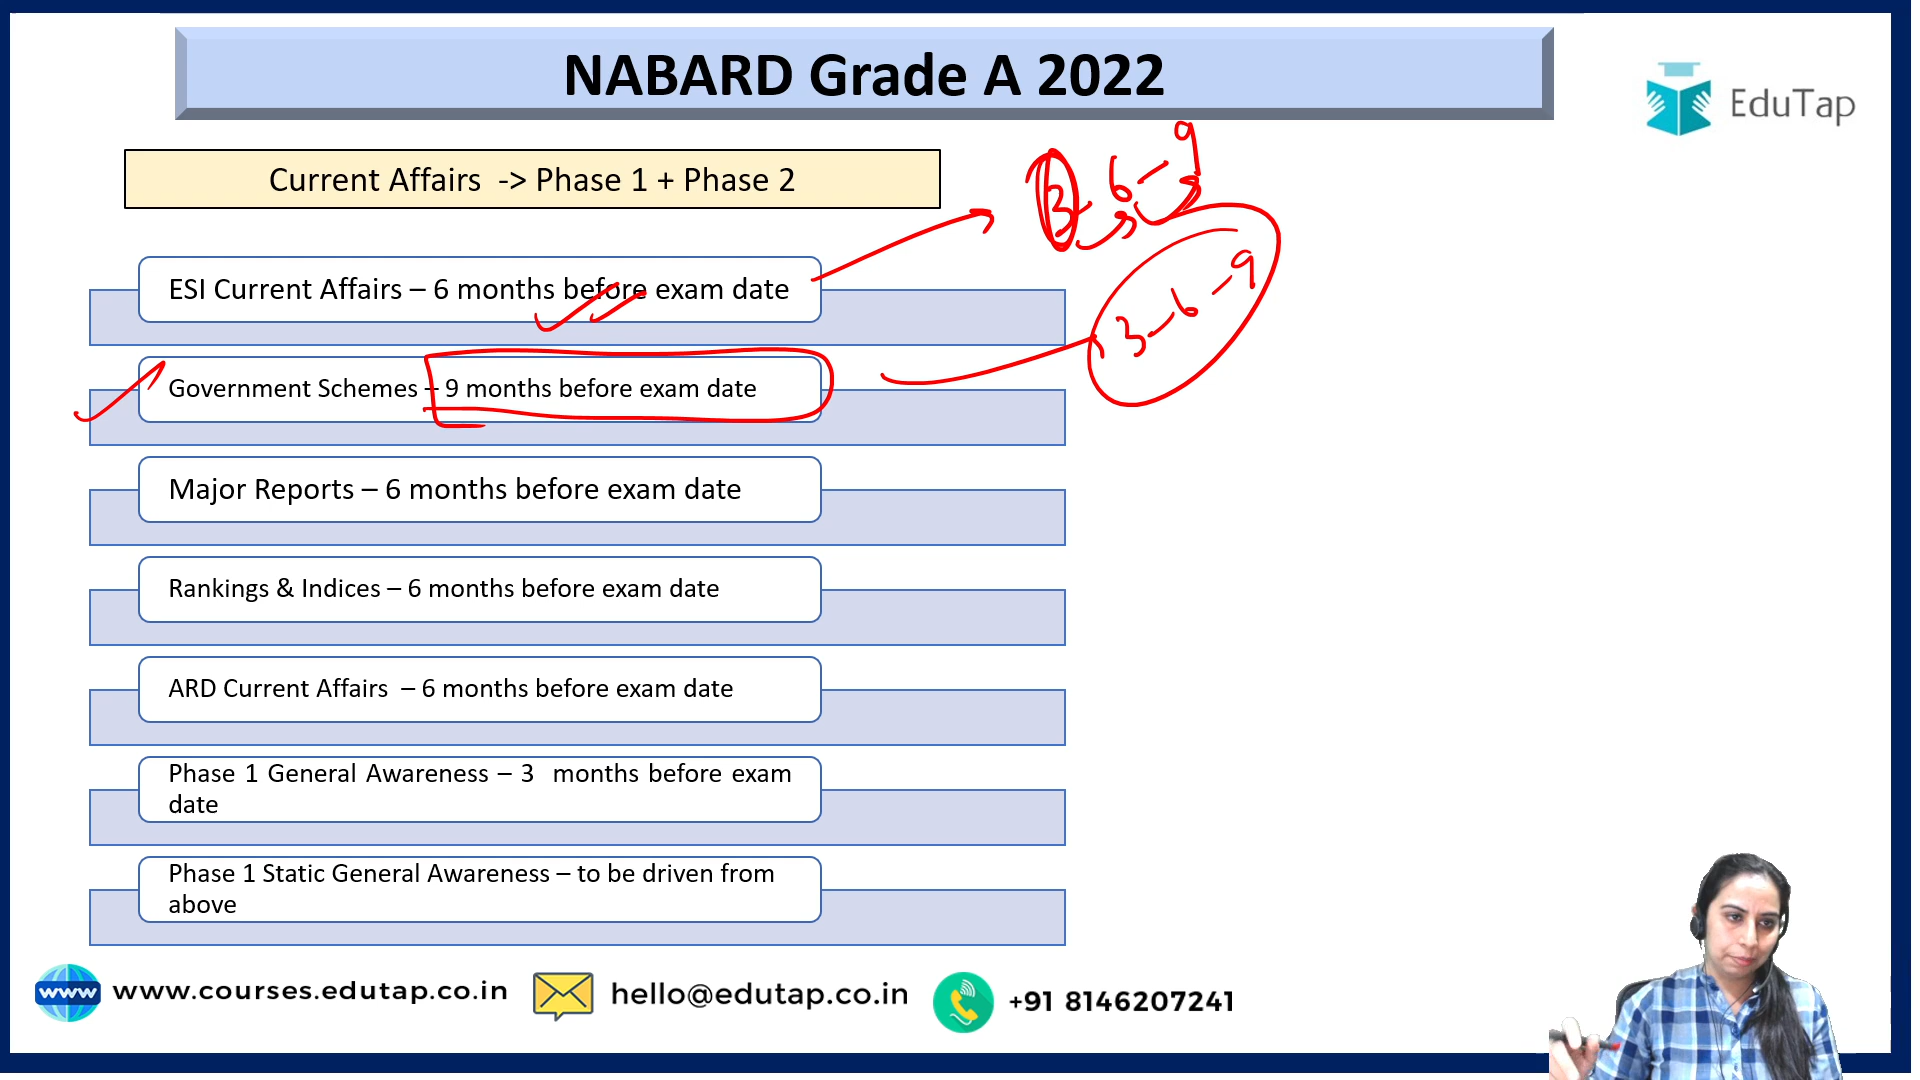 NABARD Grade A 2022
EduTap
Current Affairs -> Phase 1 + Phase 2
3-6-9
ESI Current Affairs – 6 months before exam date
3-6-9
Government Schemes – 9 months before exam date
Major Reports – 6 months before exam date
Rankings & Indices – 6 months before exam date
ARD Current Affairs – 6 months before exam date
Phase 1 General Awareness – 3 months before exam
date
Phase 1 Static General Awareness – to be driven from
above
www www.courses.edutap.co.in hello@edutap.co.in +91 8146207241